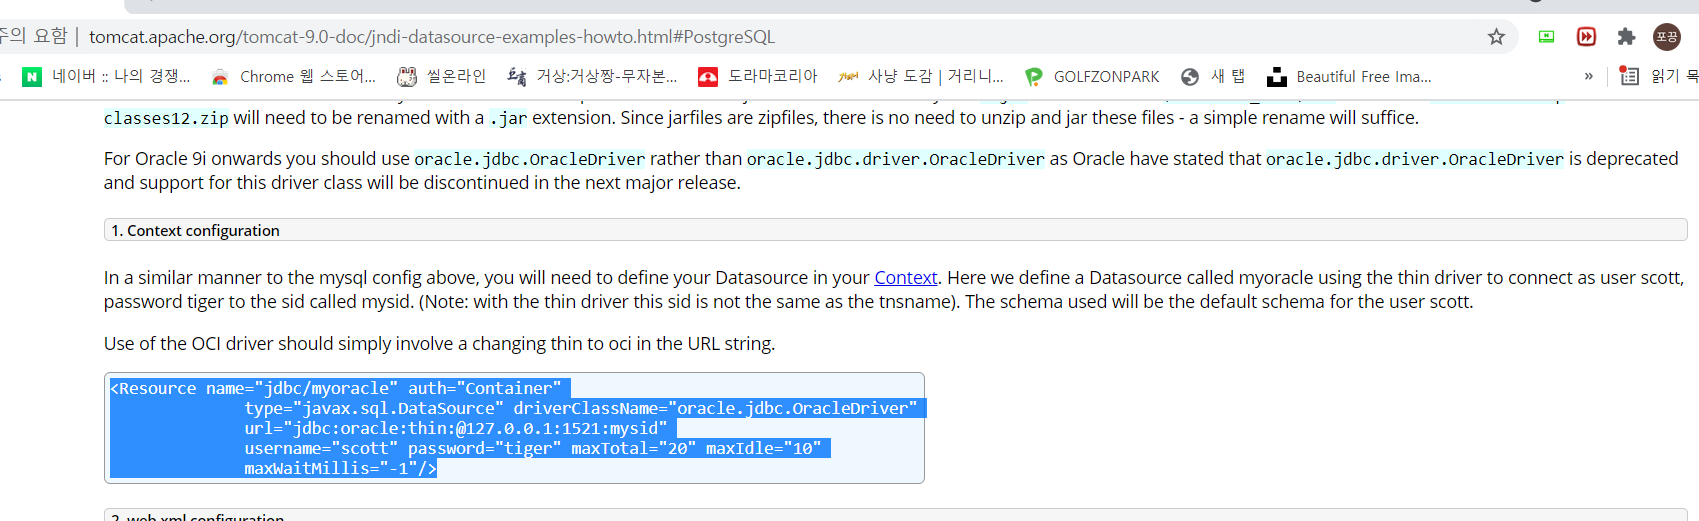 주의 요함 | tomcat.apache.org/tomcat-9.0-doc/jndi-datasource-examples-howto.html#PostgreSQL
포꿍
N 네이버 :: 나의 경쟁... Chrome 웹 스토어... 씰온라인 거상:거상짱-무자본... 도라마코리아 사냥 도감 | 거리니... GOLFZONPARK 새 탭 Beautiful Free Ima... » 읽기 목
classes12.zip will need to be renamed with a .jar extension. Since jarfiles are zipfiles, there is no need to unzip and jar these files - a simple rename will suffice.
For Oracle 9i onwards you should use oracle.jdbc.OracleDriver rather than oracle.jdbc.driver.OracleDriver as Oracle have stated that oracle.jdbc.driver.OracleDriver is deprecated
and support for this driver class will be discontinued in the next major release.
1. Context configuration
In a similar manner to the mysql config above, you will need to define your Datasource in your Context. Here we define a Datasource called myoracle using the thin driver to connect as user scott,
password tiger to the sid called mysid. (Note: with the thin driver this sid is not the same as the tnsname). The schema used will be the default schema for the user scott.
Use of the OCI driver should simply involve a changing thin to oci in the URL string.
<Resource name="jdbc/myoracle" auth="Container"
type="javax.sql.DataSource" driverClassName="oracle.jdbc.OracleDriver"
url="jdbc:oracle:thin:@127.0.0.1:1521:mysid"
username="scott" password="tiger" maxTotal="20" maxIdle="10"
maxWaitMillis="-1"/>
2. web.xml configuration